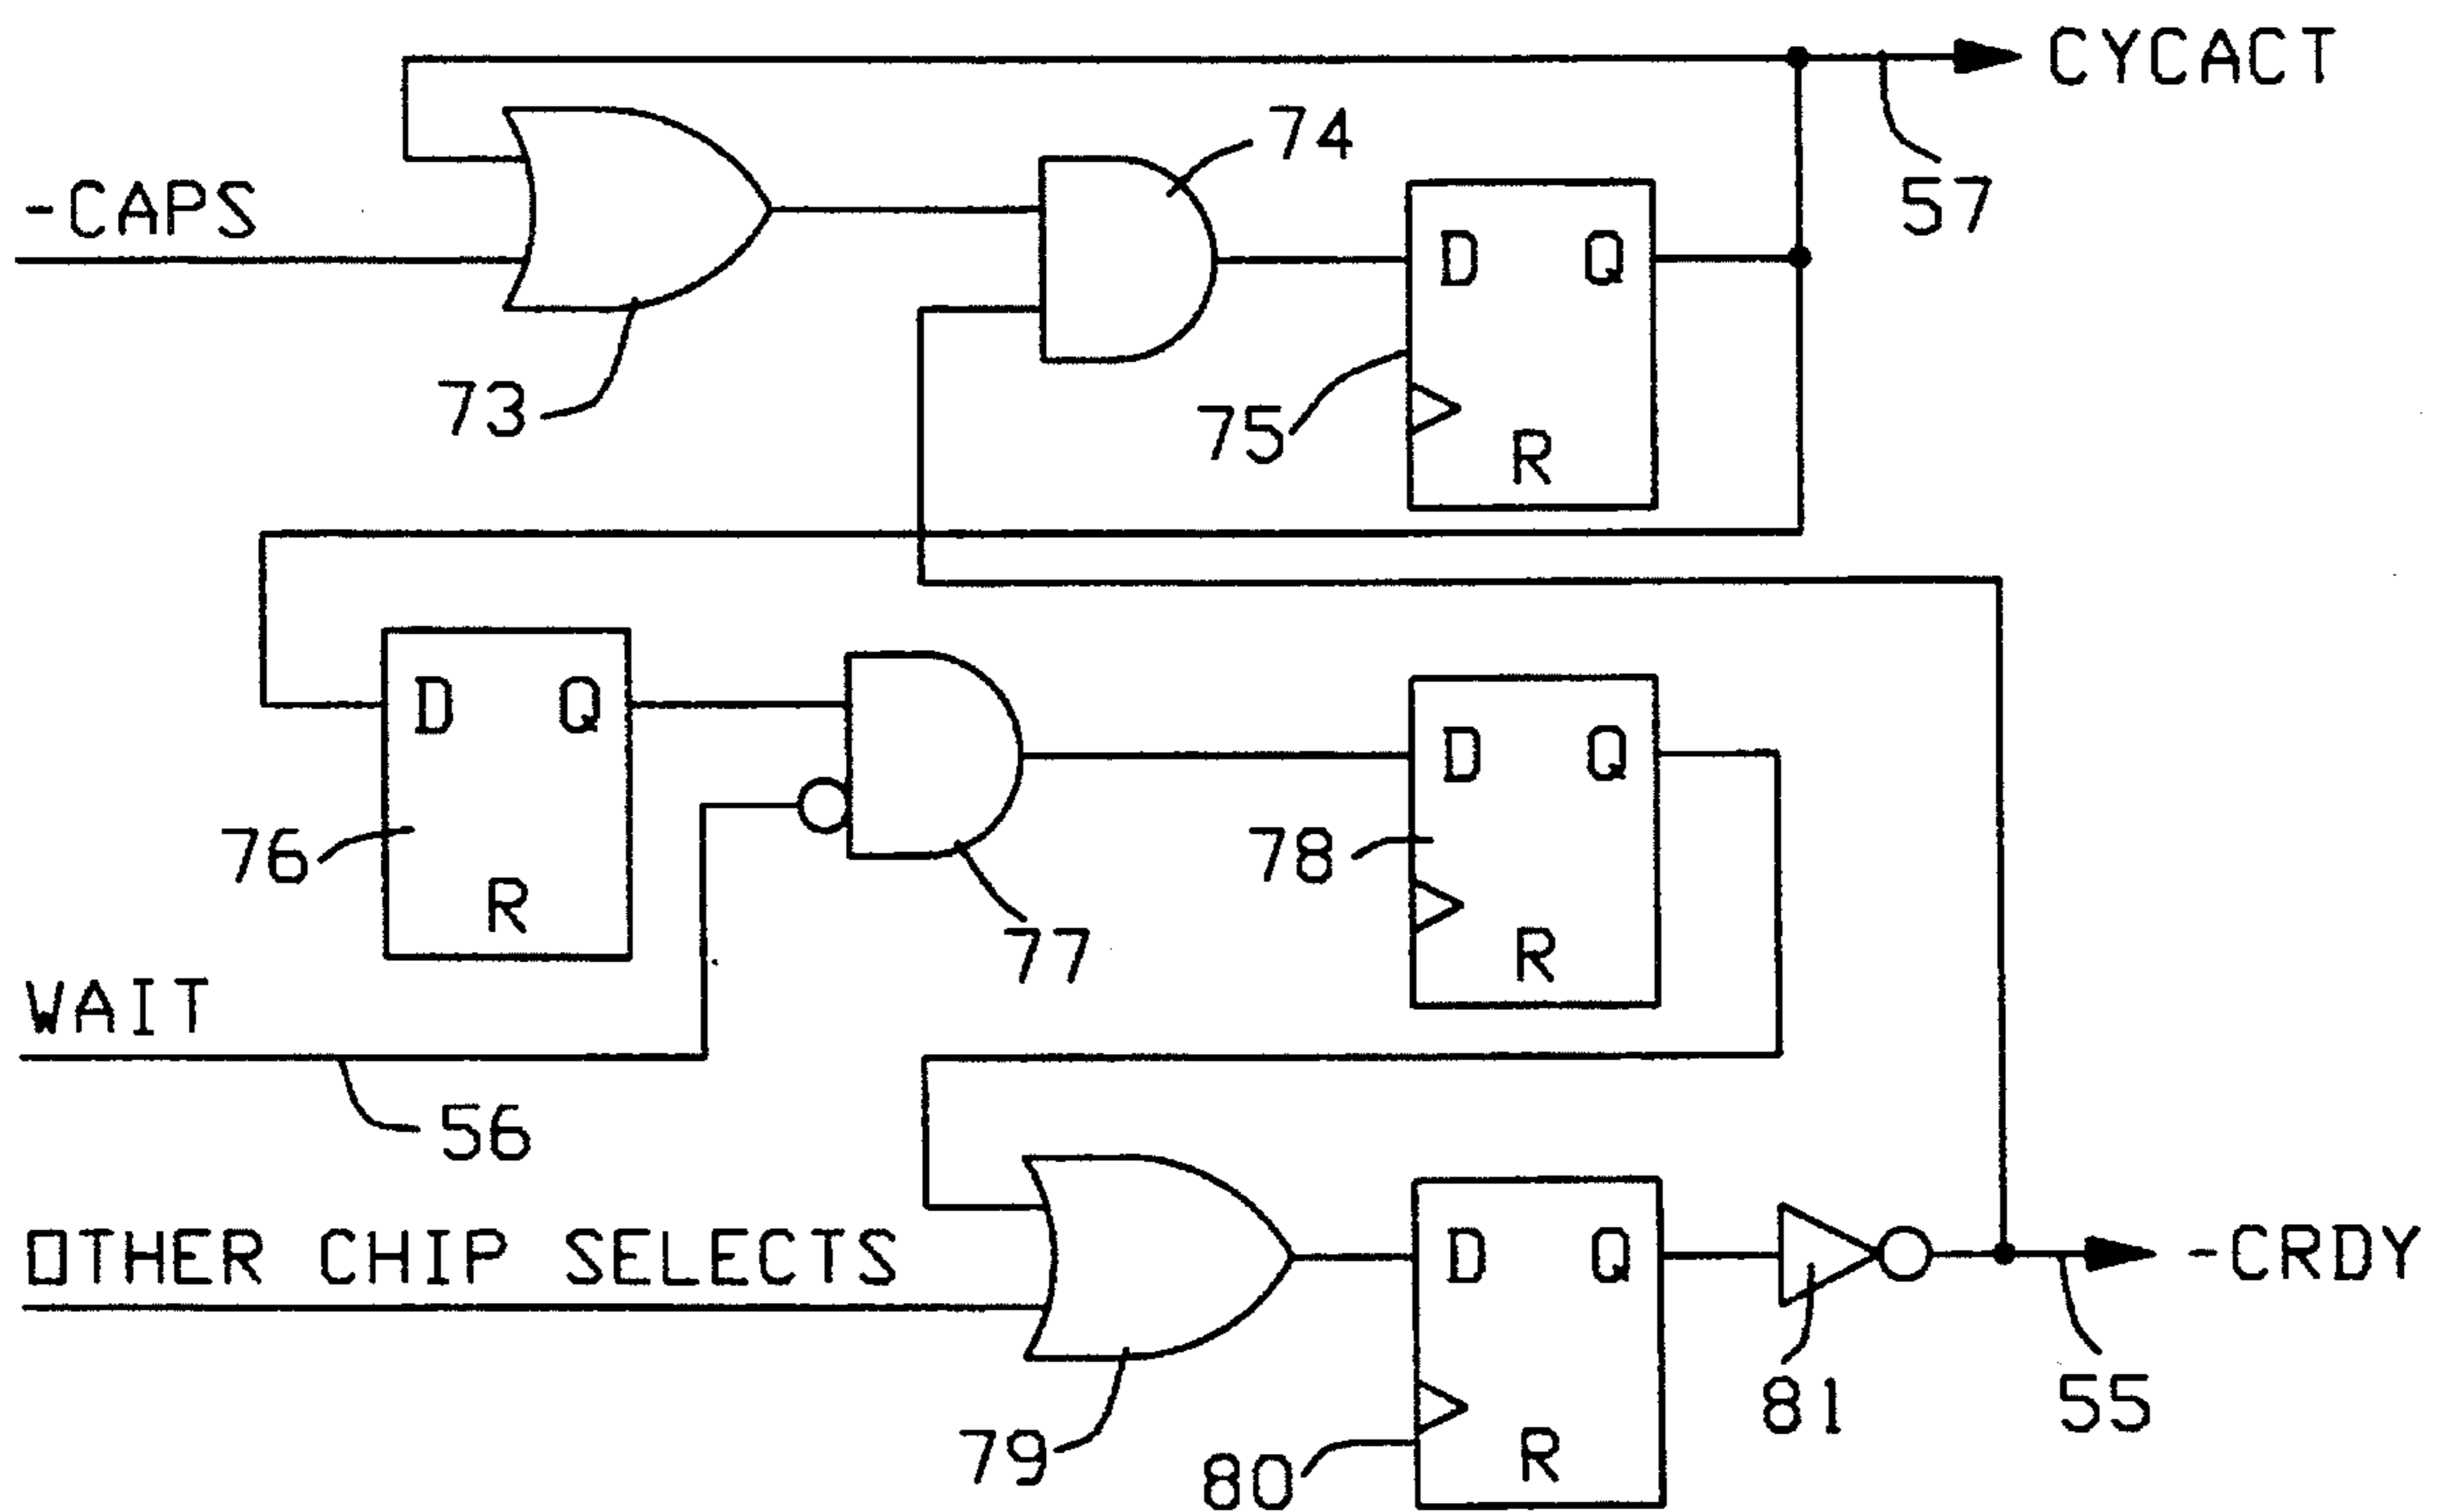 CYCACT
74
57
-CAPS
D Q
73
75
R
D Q
D Q
76
78
R
77
R
WAIT
56
OTHER CHIP SELECTS
D Q
-CRDY
81
55
79
80
R